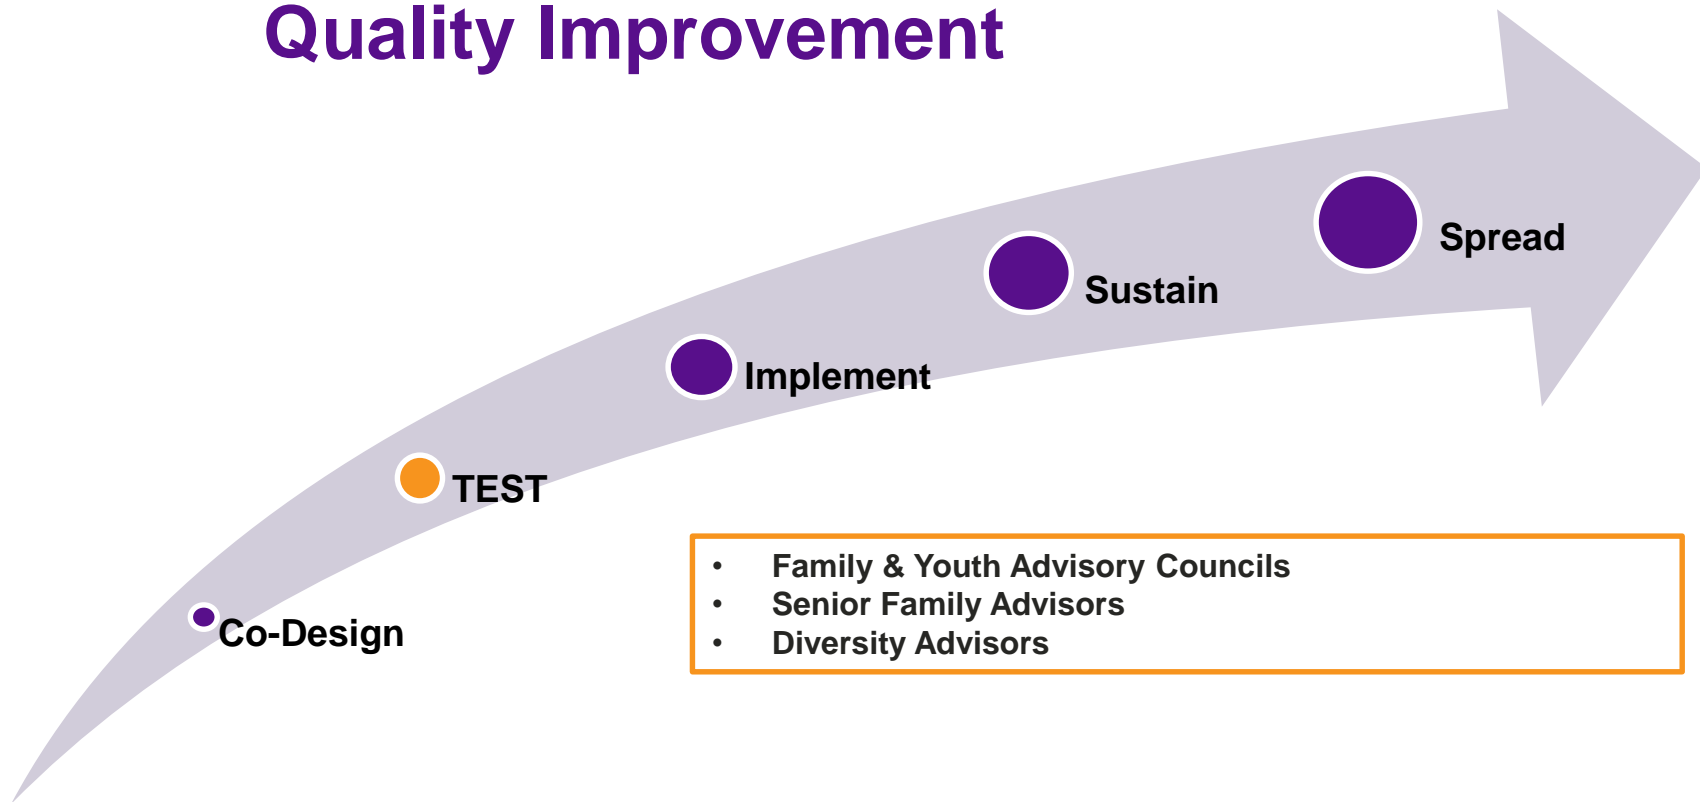 Quality Improvement
Spread
Sustain
Implement
TEST
Co-Design
• Family & Youth Advisory Councils
• Senior Family Advisors
• Diversity Advisors